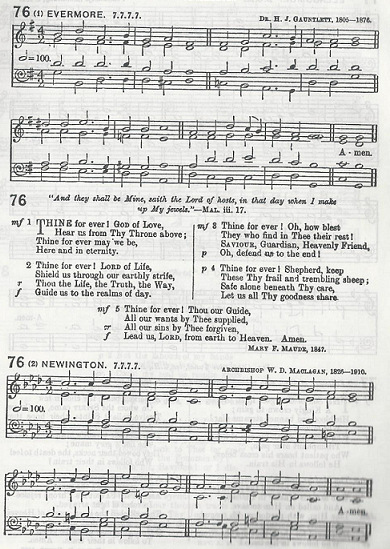 76 (1) EVERMORE. 7.7.7.7. DR. H. J. GAUNTLETT, 1805—1876.
=100.
A - men.
76 "And they shall be Mine, saith the Lord of hosts, in that day when I make
up My jewels."—MAL. iii. 17.
mf 1 THINE for ever! GOD of Love,
Hear us from Thy Throne above;
Thine for ever may we be,
Here and in eternity.
2 Thine for ever! LORD of Life,
Shield us through our earthly strife,
r Thou the Life, the Truth, the Way,
f Guide us to the realms of day.
mf 3 Thine for ever! Oh, how blest
They who find in Thee their rest!
SAVIOUR, Guardian, Heavenly Friend,
p Oh, defend us to the end!
p 4 Thine for ever! Shepherd, keep
These Thy frail and trembling sheep;
Safe alone beneath Thy care,
Let us all Thy goodness share.
mf 5 Thine for ever! Thou our Guide,
All our wants by Thee supplied,
cr All our sins by Thee forgiven,
f Lead us, LORD, from earth to Heaven. Amen.
MARY F. MAUDE, 1847.
76 (2) NEWINGTON. 7.7.7.7. ARCHBISHOP W. D. MACLAGAN, 1826—1910.
=100.
A-men.